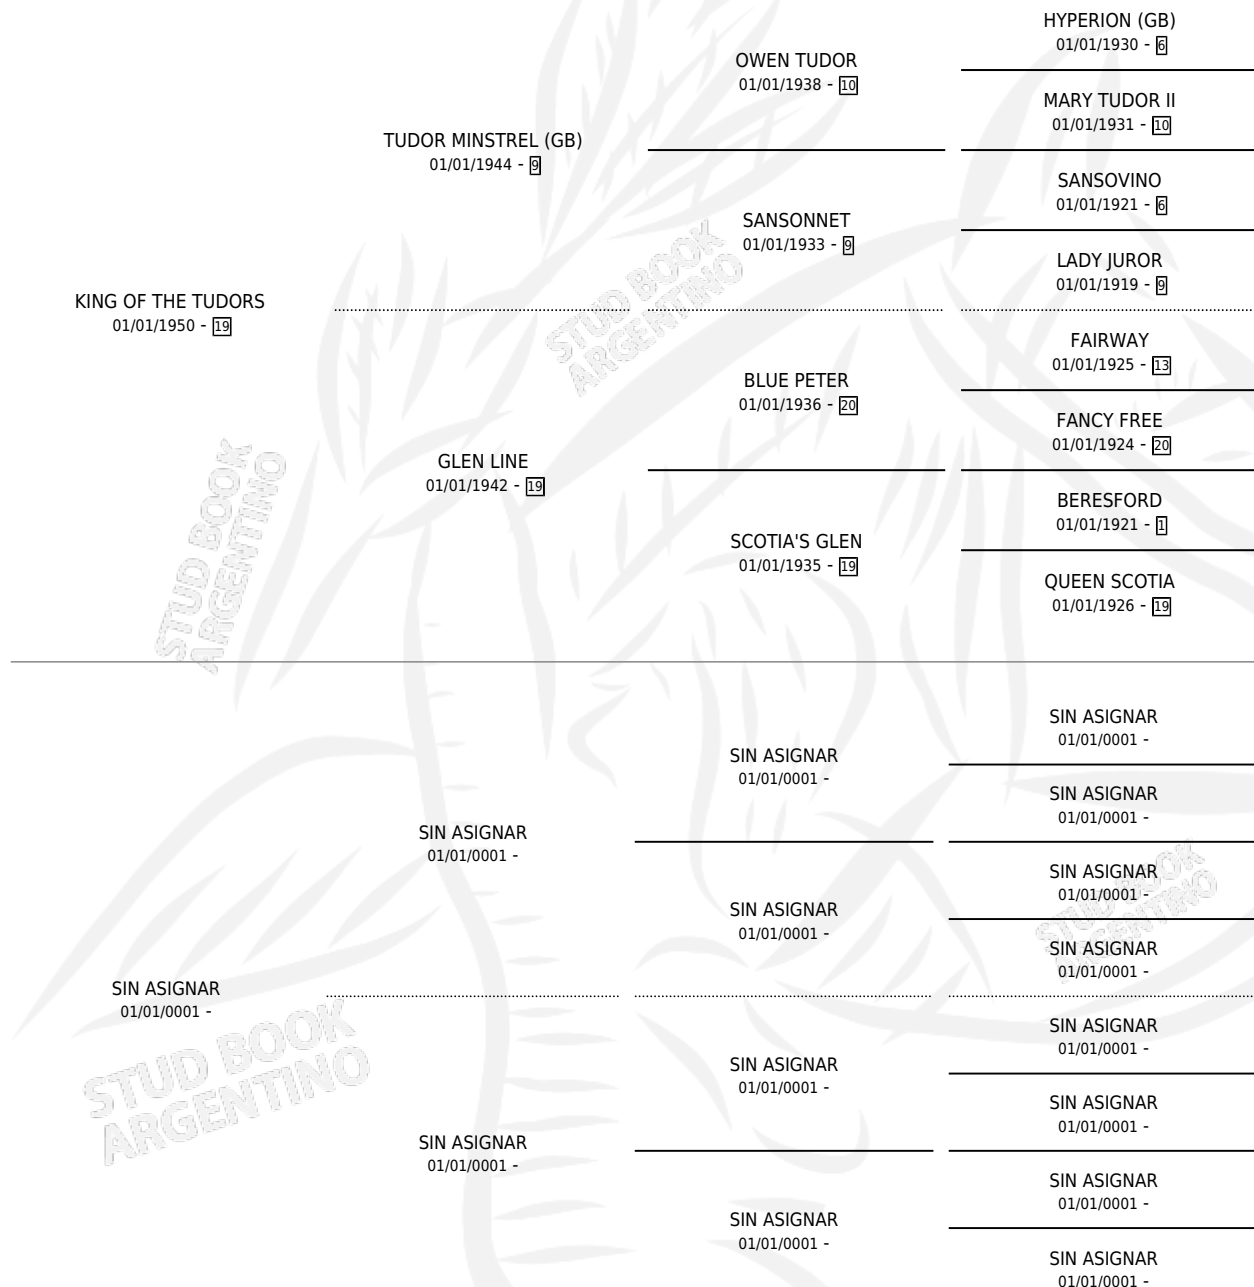 HYPERION (GB)
01/01/1930 - 6
OWEN TUDOR
01/01/1938 - 10
MARY TUDOR II
01/01/1931 - 10
TUDOR MINSTREL (GB)
01/01/1944 - 9
SANSOVINO
01/01/1921 - 6
SANSONNET
01/01/1933 - 9
LADY JUROR
01/01/1919 - 9
KING OF THE TUDORS
01/01/1950 - 19
STUD BOOK
ARGENTINO
FAIRWAY
01/01/1925 - 13
BLUE PETER
01/01/1936 - 20
FANCY FREE
01/01/1924 - 20
GLEN LINE
01/01/1942 - 19
BERESFORD
01/01/1921 - 1
SCOTIA'S GLEN
01/01/1935 - 19
QUEEN SCOTIA
01/01/1926 - 19
STUD BOOK
ARGENTINO
SIN ASIGNAR
01/01/0001 -
SIN ASIGNAR
01/01/0001 -
SIN ASIGNAR
01/01/0001 -
SIN ASIGNAR
01/01/0001 -
SIN ASIGNAR
01/01/0001 -
SIN ASIGNAR
01/01/0001 -
SIN ASIGNAR
01/01/0001 -
STUD BOOK
ARGENTINO
SIN ASIGNAR
01/01/0001 -
STUD BOOK
ARGENTINO
SIN ASIGNAR
01/01/0001 -
SIN ASIGNAR
01/01/0001 -
SIN ASIGNAR
01/01/0001 -
SIN ASIGNAR
01/01/0001 -
SIN ASIGNAR
01/01/0001 -
SIN ASIGNAR
01/01/0001 -
SIN ASIGNAR
01/01/0001 -